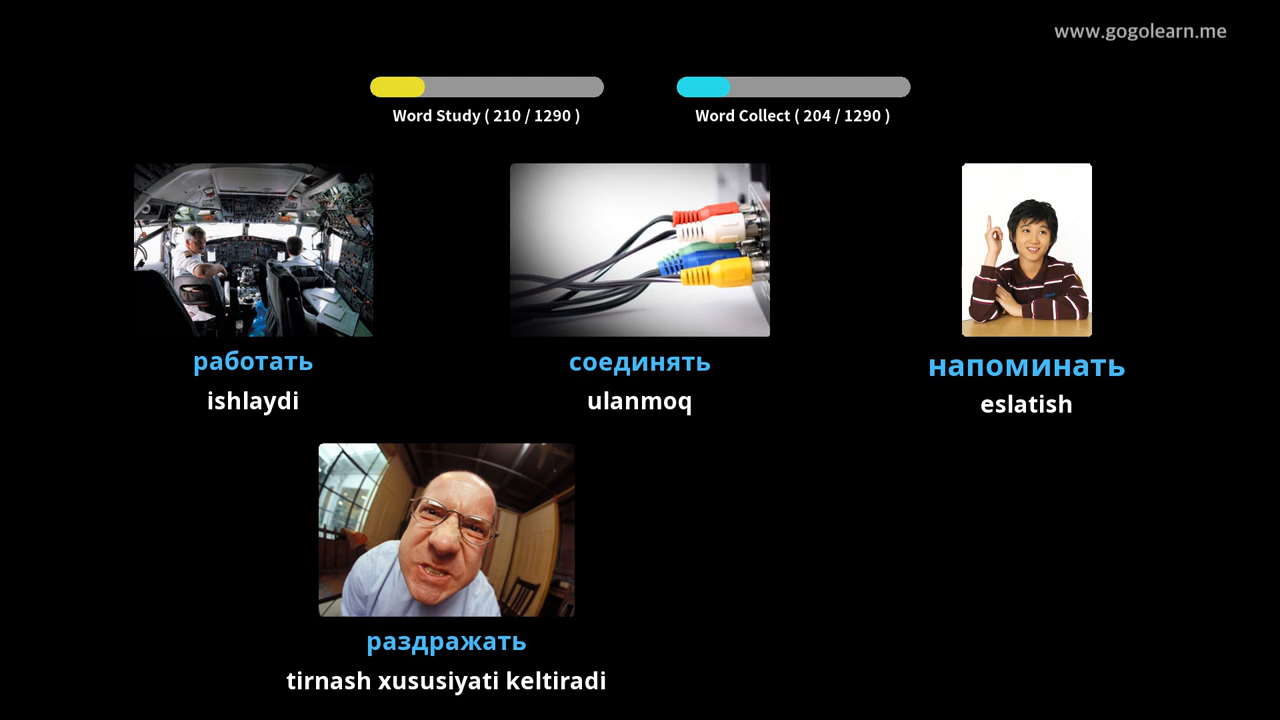 www.gogolearn.me
Word Study ( 210 / 1290 )
Word Collect ( 204 / 1290 )
работать
ishlaydi
соединять
ulanmoq
напоминать
eslatish
раздражать
tirnash xususiyati keltiradi